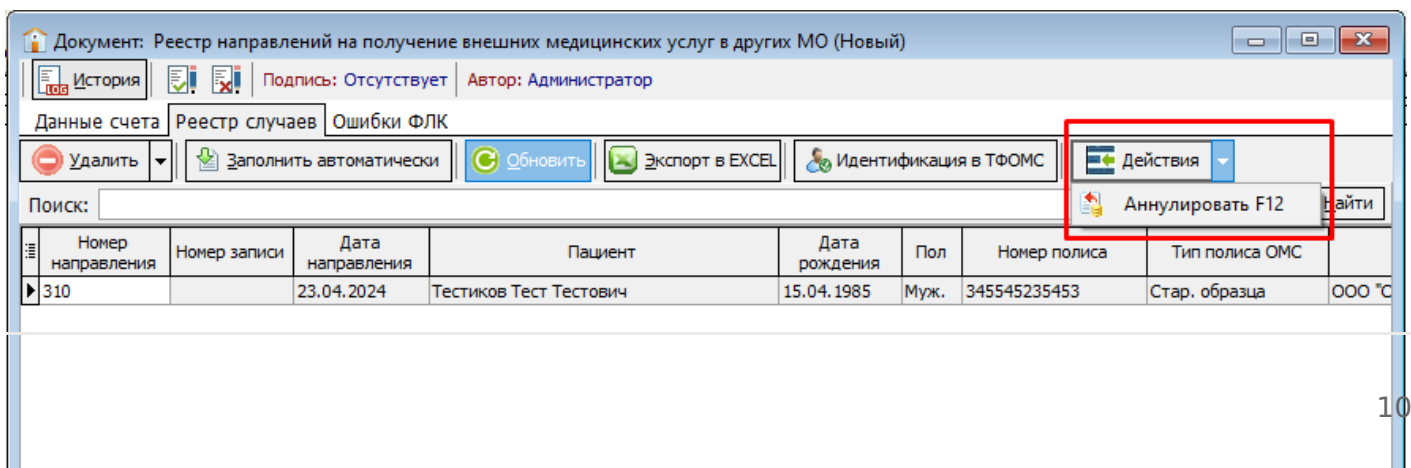 Документ: Реестр направлений на получение внешних медицинских услуг в других МО (Новый)
LOG История Подпись: Отсутствует Автор: Администратор
Данные счета Реестр случаев Ошибки ФЛК
Удалить Заполнить автоматически Обновить Экспорт в EXCEL Идентификация в ТФОМС Действия
Поиск: Аннулировать F12 Найти
Номер направления Номер записи Дата направления Пациент Дата рождения Пол Номер полиса Тип полиса ОМС
310 23.04.2024 Тестиков Тест Тестович 15.04.1985 Муж. 345545235453 Стар. образца ООО "С
10